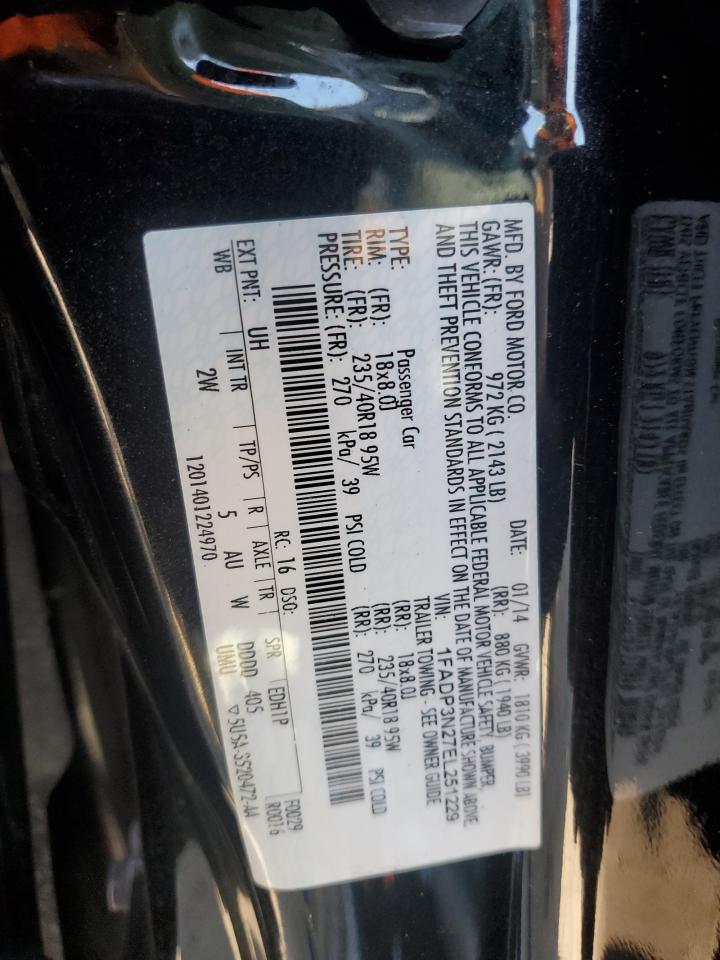 MFD. BY FORD MOTOR CO.
DATE: 01/14 GVWR: 1810 KG ( 3990 LB)
GAWR: (FR): 972 KG ( 2143 LB) (RR): 880 KG ( 1940 LB)
THIS VEHICLE CONFORMS TO ALL APPLICABLE FEDERAL MOTOR VEHICLE SAFETY, BUMPER,
AND THEFT PREVENTION STANDARDS IN EFFECT ON THE DATE OF MANUFACTURE SHOWN ABOVE.
VIN: 1FADP3N27EL251229
TYPE: Passenger Car TRAILER TOWING - SEE OWNER GUIDE
RIM: (FR): 18x8.0J (RR): 18x8.0J
TIRE: (FR): 235/40R18 95W (RR): 235/40R18 95W
PRESSURE: (FR): 270 kPa/ 39 PSI COLD (RR): 270 kPa/ 39 PSI COLD
F0029
RC: 16 DSO: R0016
EXT PNT: UH SPR EDH1P
WB INT TR TP/PS R AXLE TR
2W 5 AU W DDDD 405
1201401224970 UMU ▽5U5A-3520472-AA